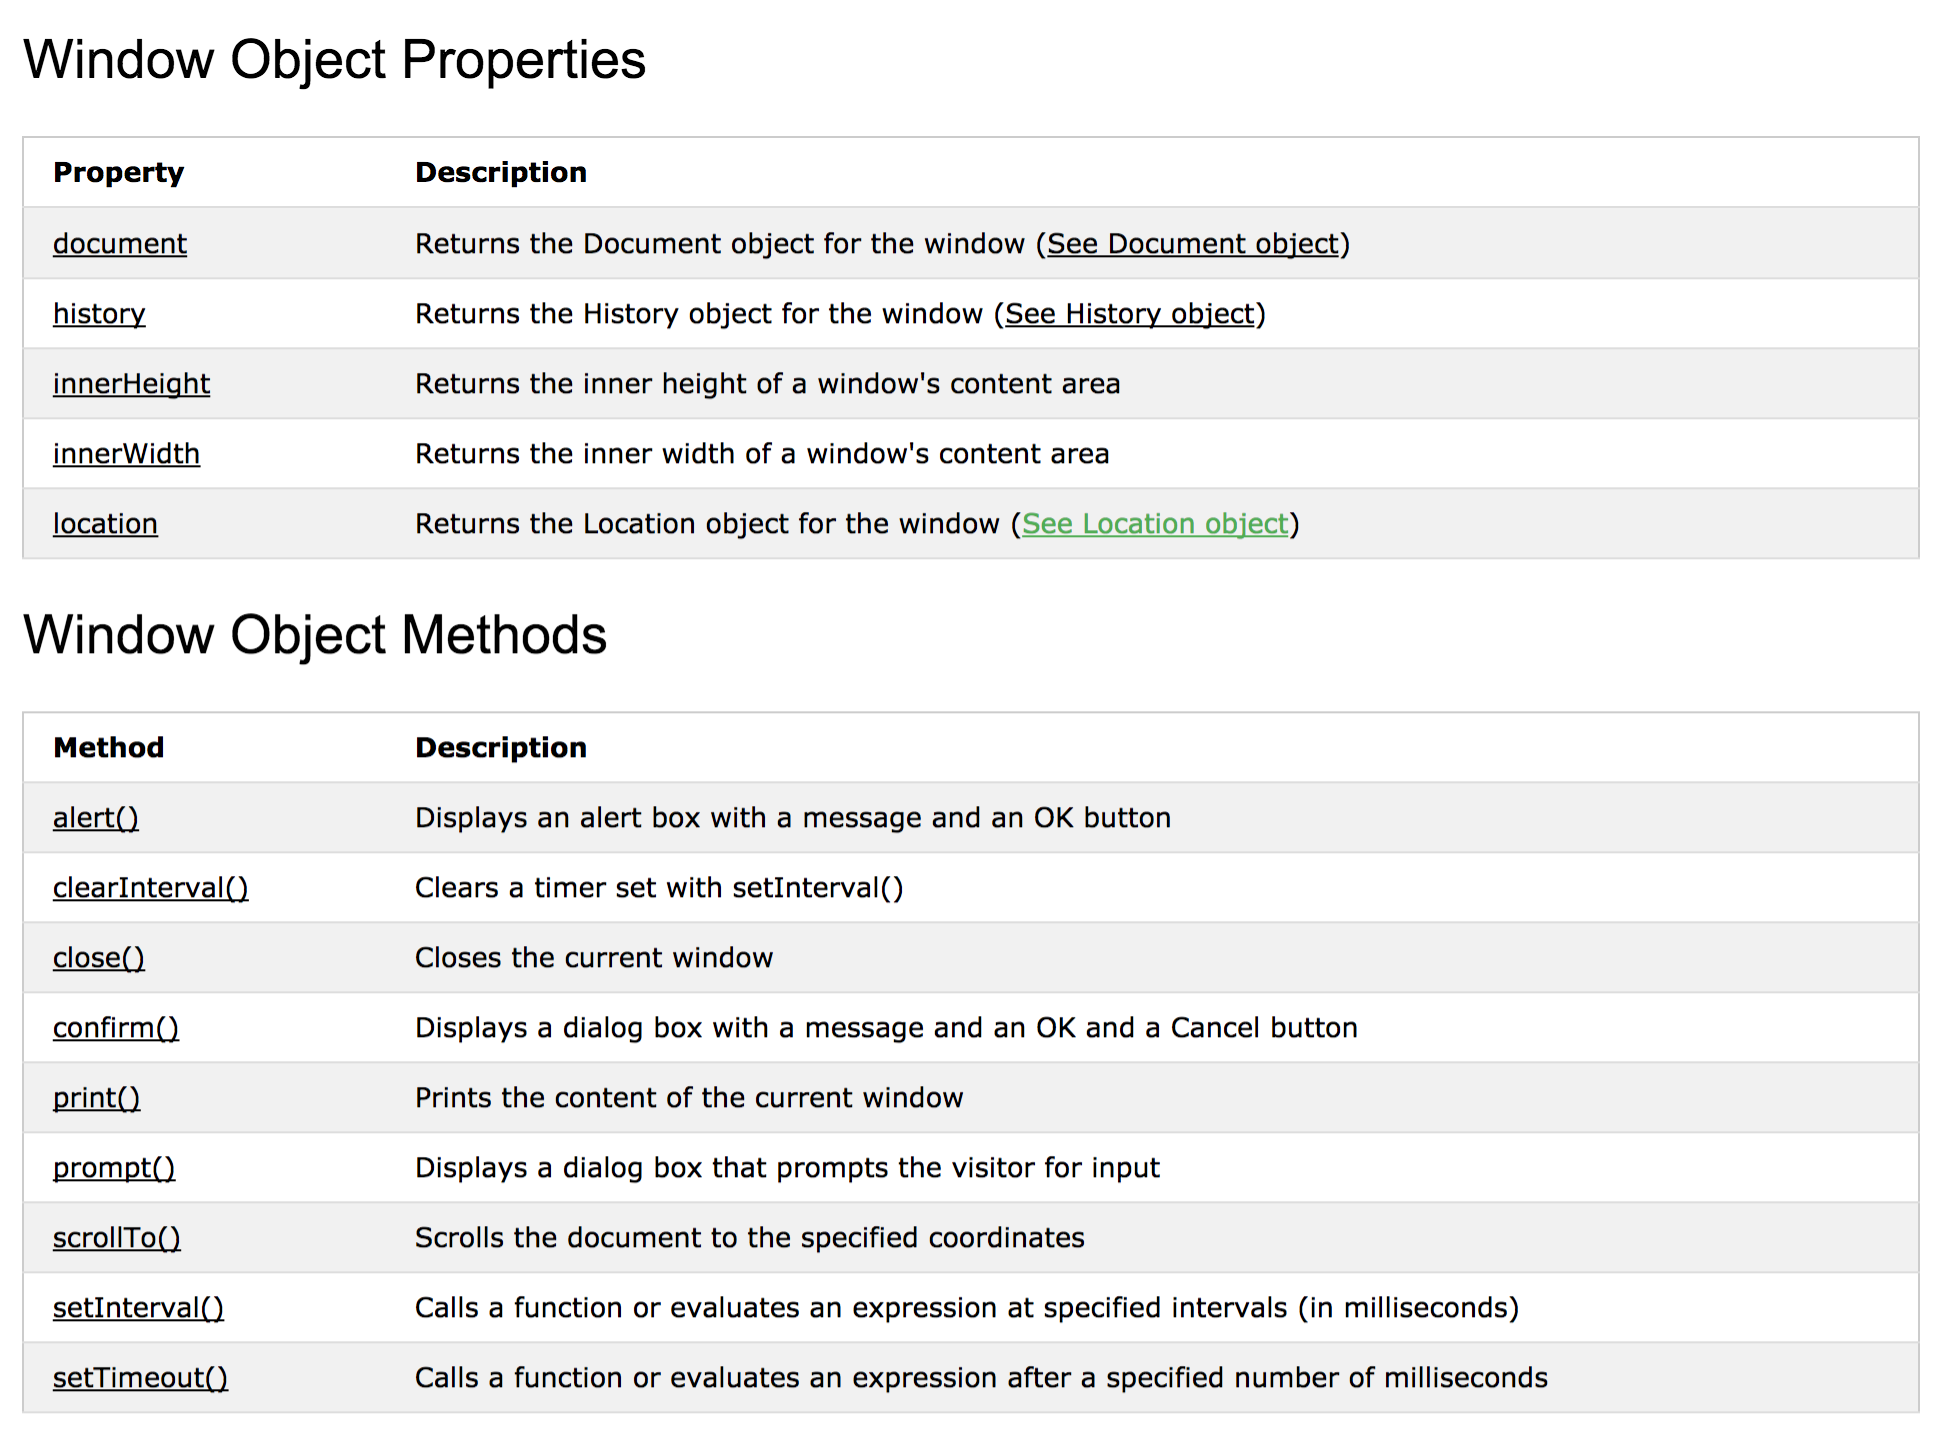 Window Object Properties
Property Description
document Returns the Document object for the window (See Document object)
history Returns the History object for the window (See History object)
innerHeight Returns the inner height of a window's content area
innerWidth Returns the inner width of a window's content area
location Returns the Location object for the window (See Location object)
Window Object Methods
Method Description
alert() Displays an alert box with a message and an OK button
clearInterval() Clears a timer set with setInterval()
close() Closes the current window
confirm() Displays a dialog box with a message and an OK and a Cancel button
print() Prints the content of the current window
prompt() Displays a dialog box that prompts the visitor for input
scrollTo() Scrolls the document to the specified coordinates
setInterval() Calls a function or evaluates an expression at specified intervals (in milliseconds)
setTimeout() Calls a function or evaluates an expression after a specified number of milliseconds